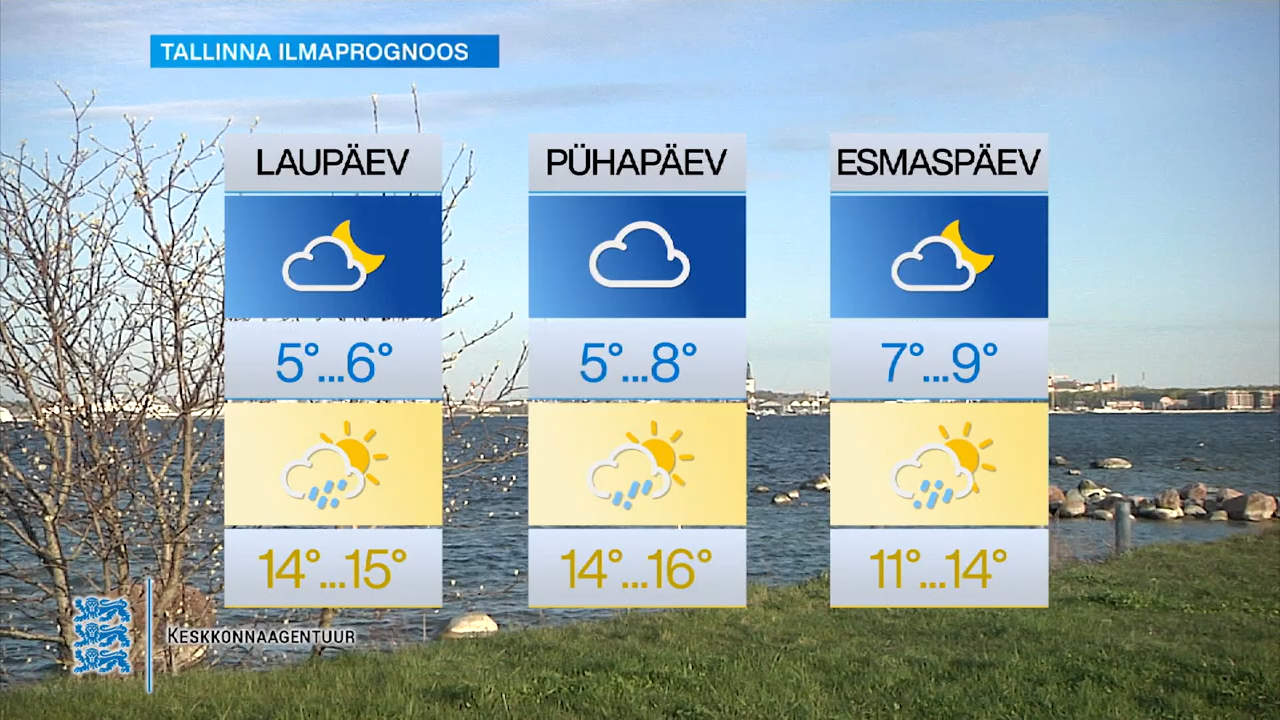 TALLINNA ILMAPROGNOOS
LAUPÄEV
PÜHAPÄEV
ESMASPÄEV
5°...6°
5°...8°
7°...9°
14°...15°
14°...16°
11°...14°
KESKKONNAAGENTUUR